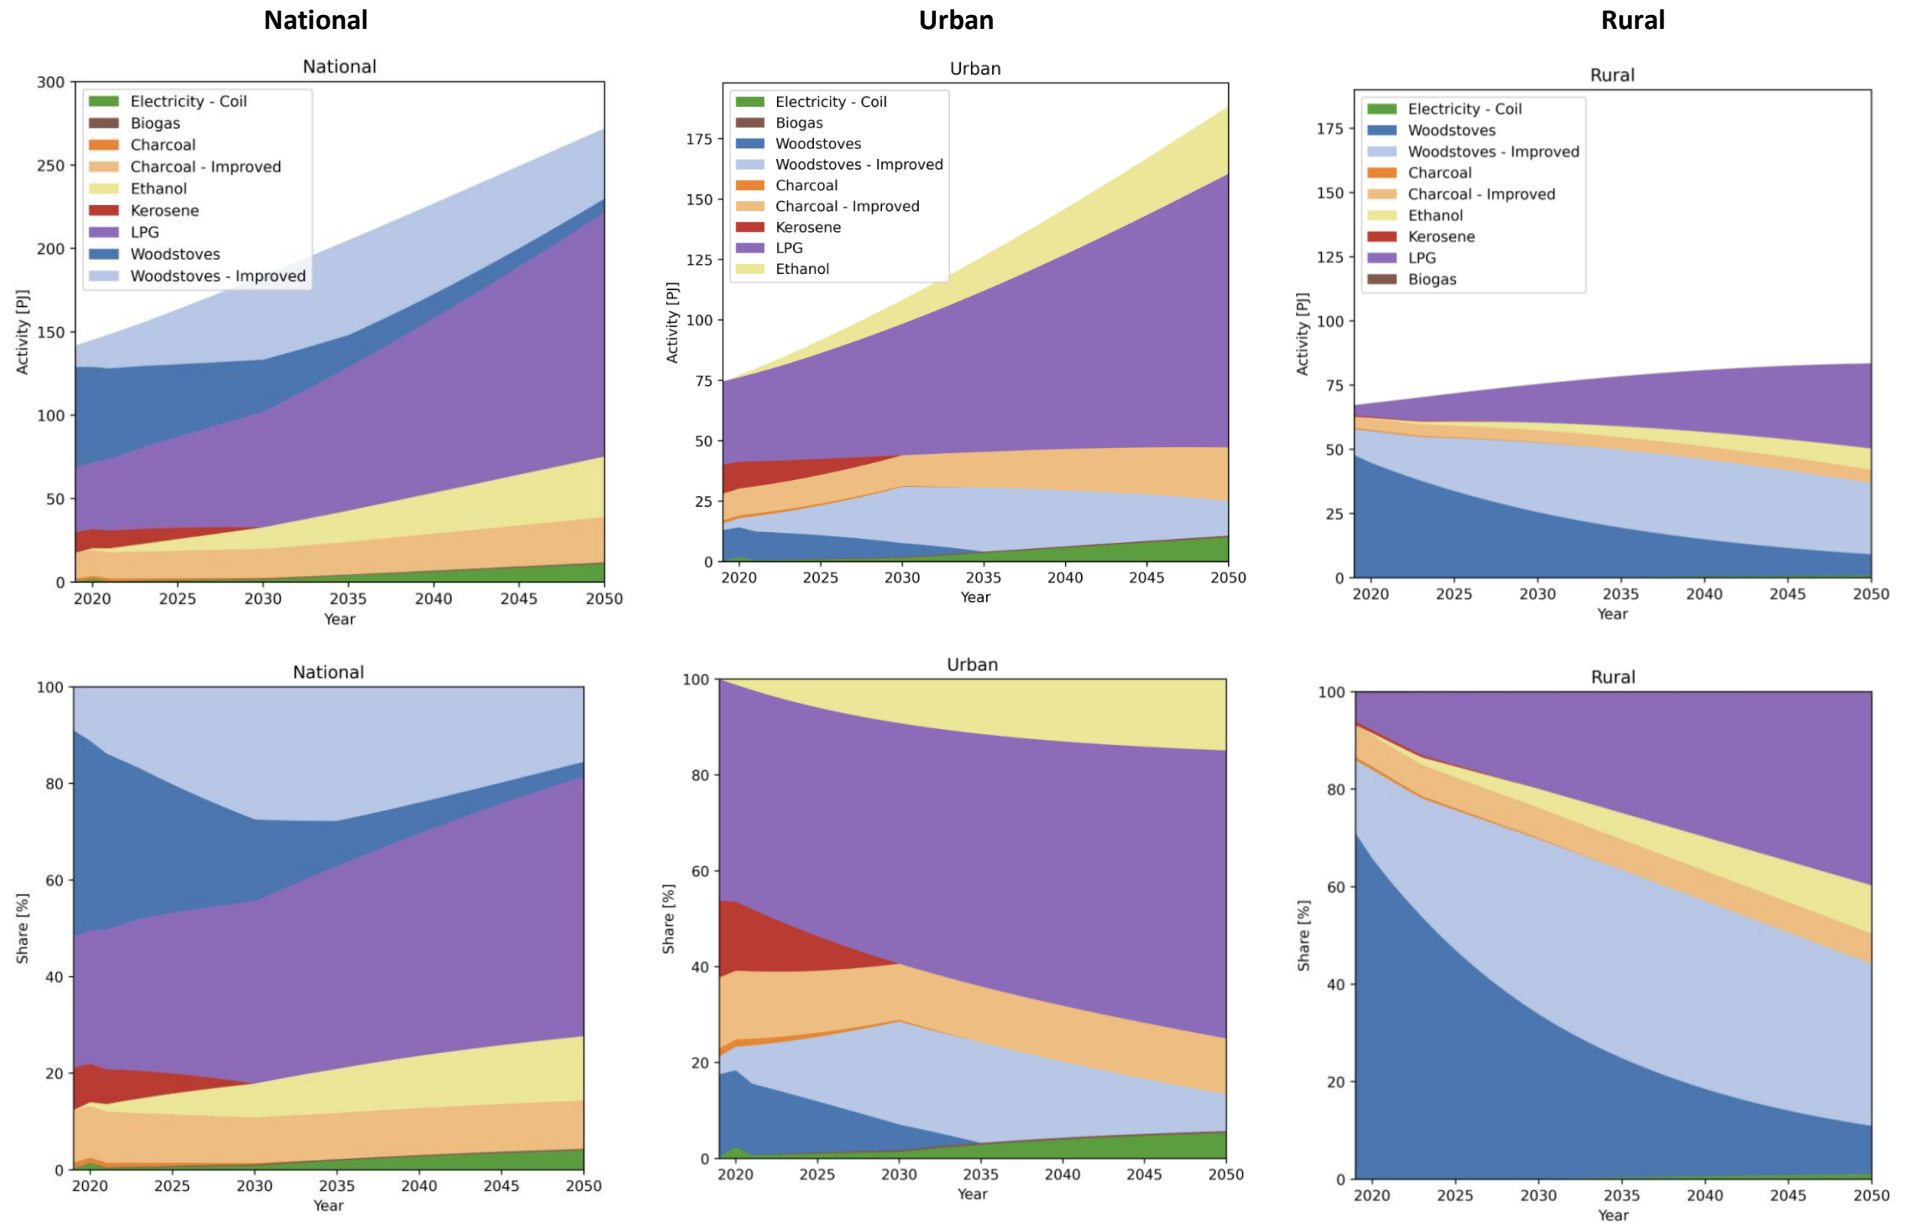 National
Urban
Rural
National
300
250
200
150
100
50
0
Activity [PJ]
Electricity - Coil
Biogas
Charcoal
Charcoal - Improved
Ethanol
Kerosene
LPG
Woodstoves
Woodstoves - Improved
2020 2025 2030 2035 2040 2045 2050
Year
Urban
175
150
125
100
75
50
25
0
Activity [PJ]
Electricity - Coil
Biogas
Woodstoves
Woodstoves - Improved
Charcoal
Charcoal - Improved
Kerosene
LPG
Ethanol
2020 2025 2030 2035 2040 2045 2050
Year
Rural
175
150
125
100
75
50
25
0
Activity [PJ]
Electricity - Coil
Woodstoves
Woodstoves - Improved
Charcoal
Charcoal - Improved
Ethanol
Kerosene
LPG
Biogas
2020 2025 2030 2035 2040 2045 2050
Year
National
100
80
60
40
20
0
Share [%]
2020 2025 2030 2035 2040 2045 2050
Year
Urban
100
80
60
40
20
0
Share [%]
2020 2025 2030 2035 2040 2045 2050
Year
Rural
100
80
60
40
20
0
Share [%]
2020 2025 2030 2035 2040 2045 2050
Year